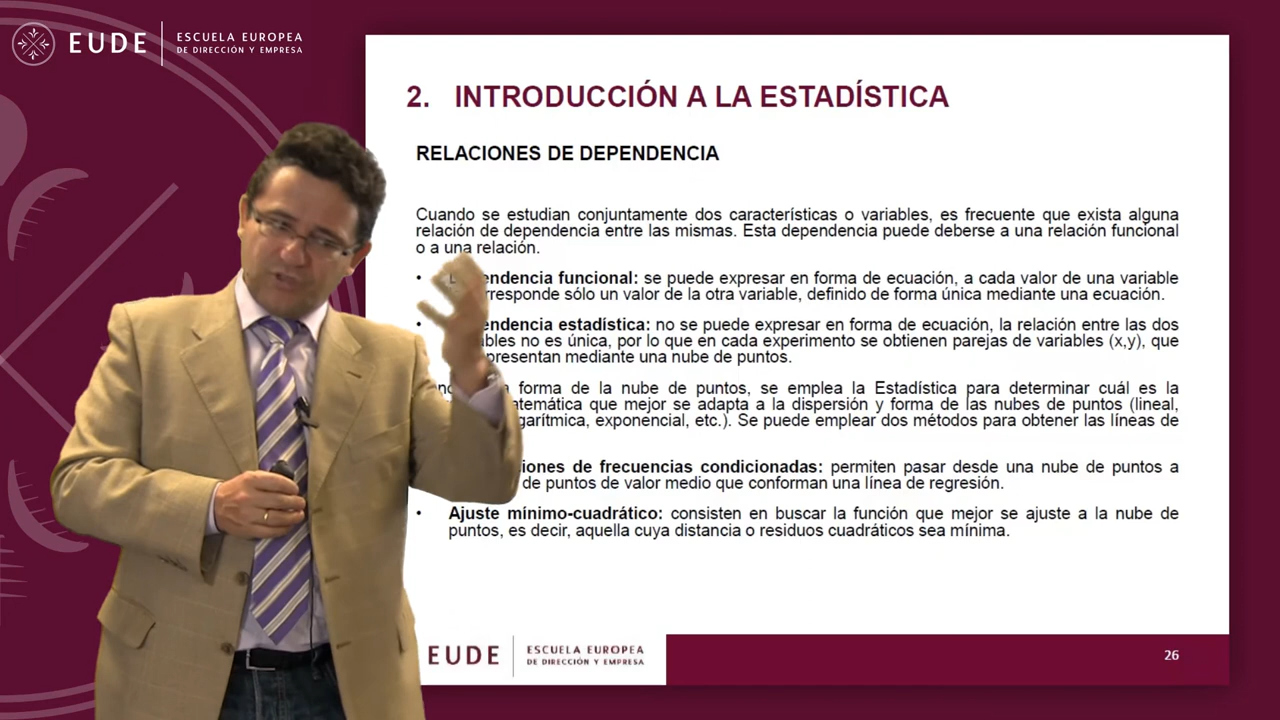 EUDE
ESCUELA EUROPEA
DE DIRECCIÓN Y EMPRESA
2. INTRODUCCIÓN A LA ESTADÍSTICA
RELACIONES DE DEPENDENCIA
Cuando se estudian conjuntamente dos características o variables, es frecuente que exista alguna
relación de dependencia entre las mismas. Esta dependencia puede deberse a una relación funcional
o a una relación.
• endencia funcional: se puede expresar en forma de ecuación, a cada valor de una variable
rresponde sólo un valor de la otra variable, definido de forma única mediante una ecuación.
• endencia estadística: no se puede expresar en forma de ecuación, la relación entre las dos
ables no es única, por lo que en cada experimento se obtienen parejas de variables (x,y), que
presentan mediante una nube de puntos.
forma de la nube de puntos, se emplea la Estadística para determinar cuál es la
temática que mejor se adapta a la dispersión y forma de las nubes de puntos (lineal,
garítmica, exponencial, etc.). Se puede emplear dos métodos para obtener las líneas de
iones de frecuencias condicionadas: permiten pasar desde una nube de puntos a
de puntos de valor medio que conforman una línea de regresión.
• Ajuste mínimo-cuadrático: consisten en buscar la función que mejor se ajuste a la nube de
puntos, es decir, aquella cuya distancia o residuos cuadráticos sea mínima.
EUDE
ESCUELA EUROPEA
DE DIRECCIÓN Y EMPRESA
26